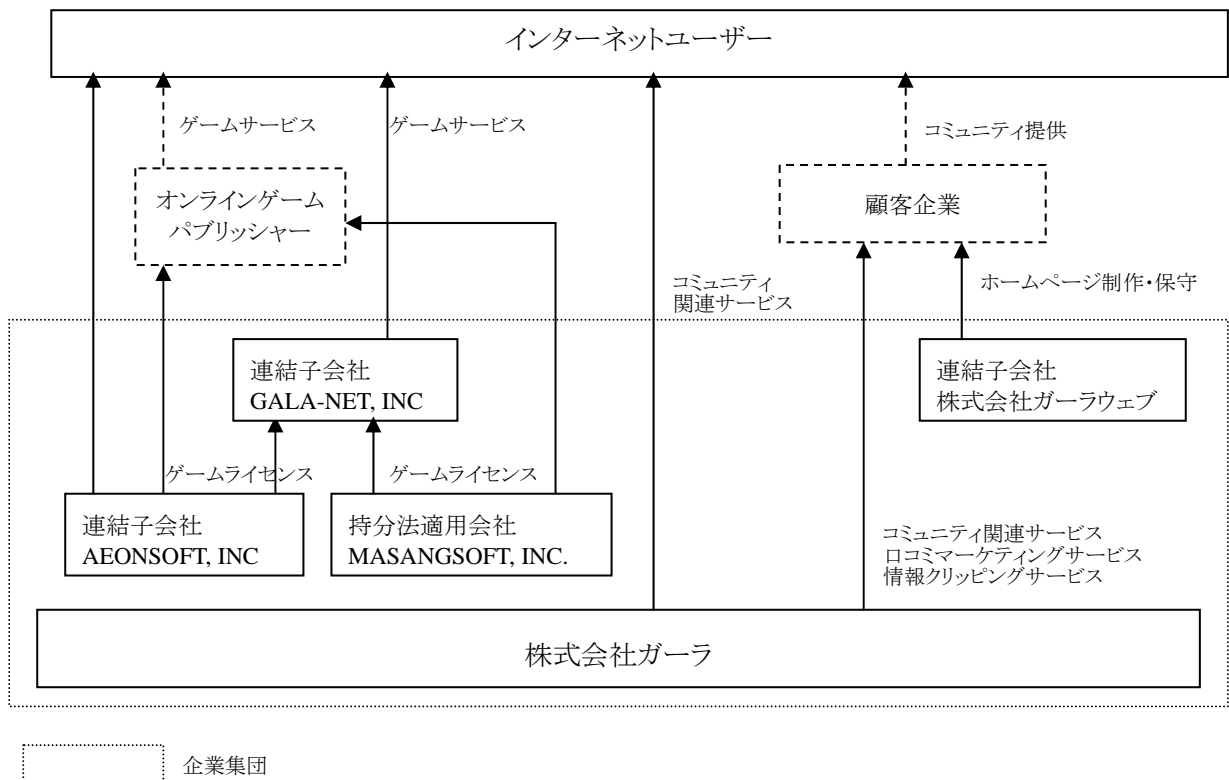 インターネットユーザー
ゲームサービス
ゲームサービス
コミュニティ提供
オンラインゲーム
パブリッシャー
顧客企業
コミュニティ
関連サービス
ホームページ制作・保守
連結子会社
GALA-NET, INC
連結子会社
株式会社ガーラウェブ
ゲームライセンス
ゲームライセンス
連結子会社
AEONSOFT, INC
持分法適用会社
MASANGSOFT, INC.
コミュニティ関連サービス
口コミマーケティングサービス
情報クリッピングサービス
株式会社ガーラ
企業集団